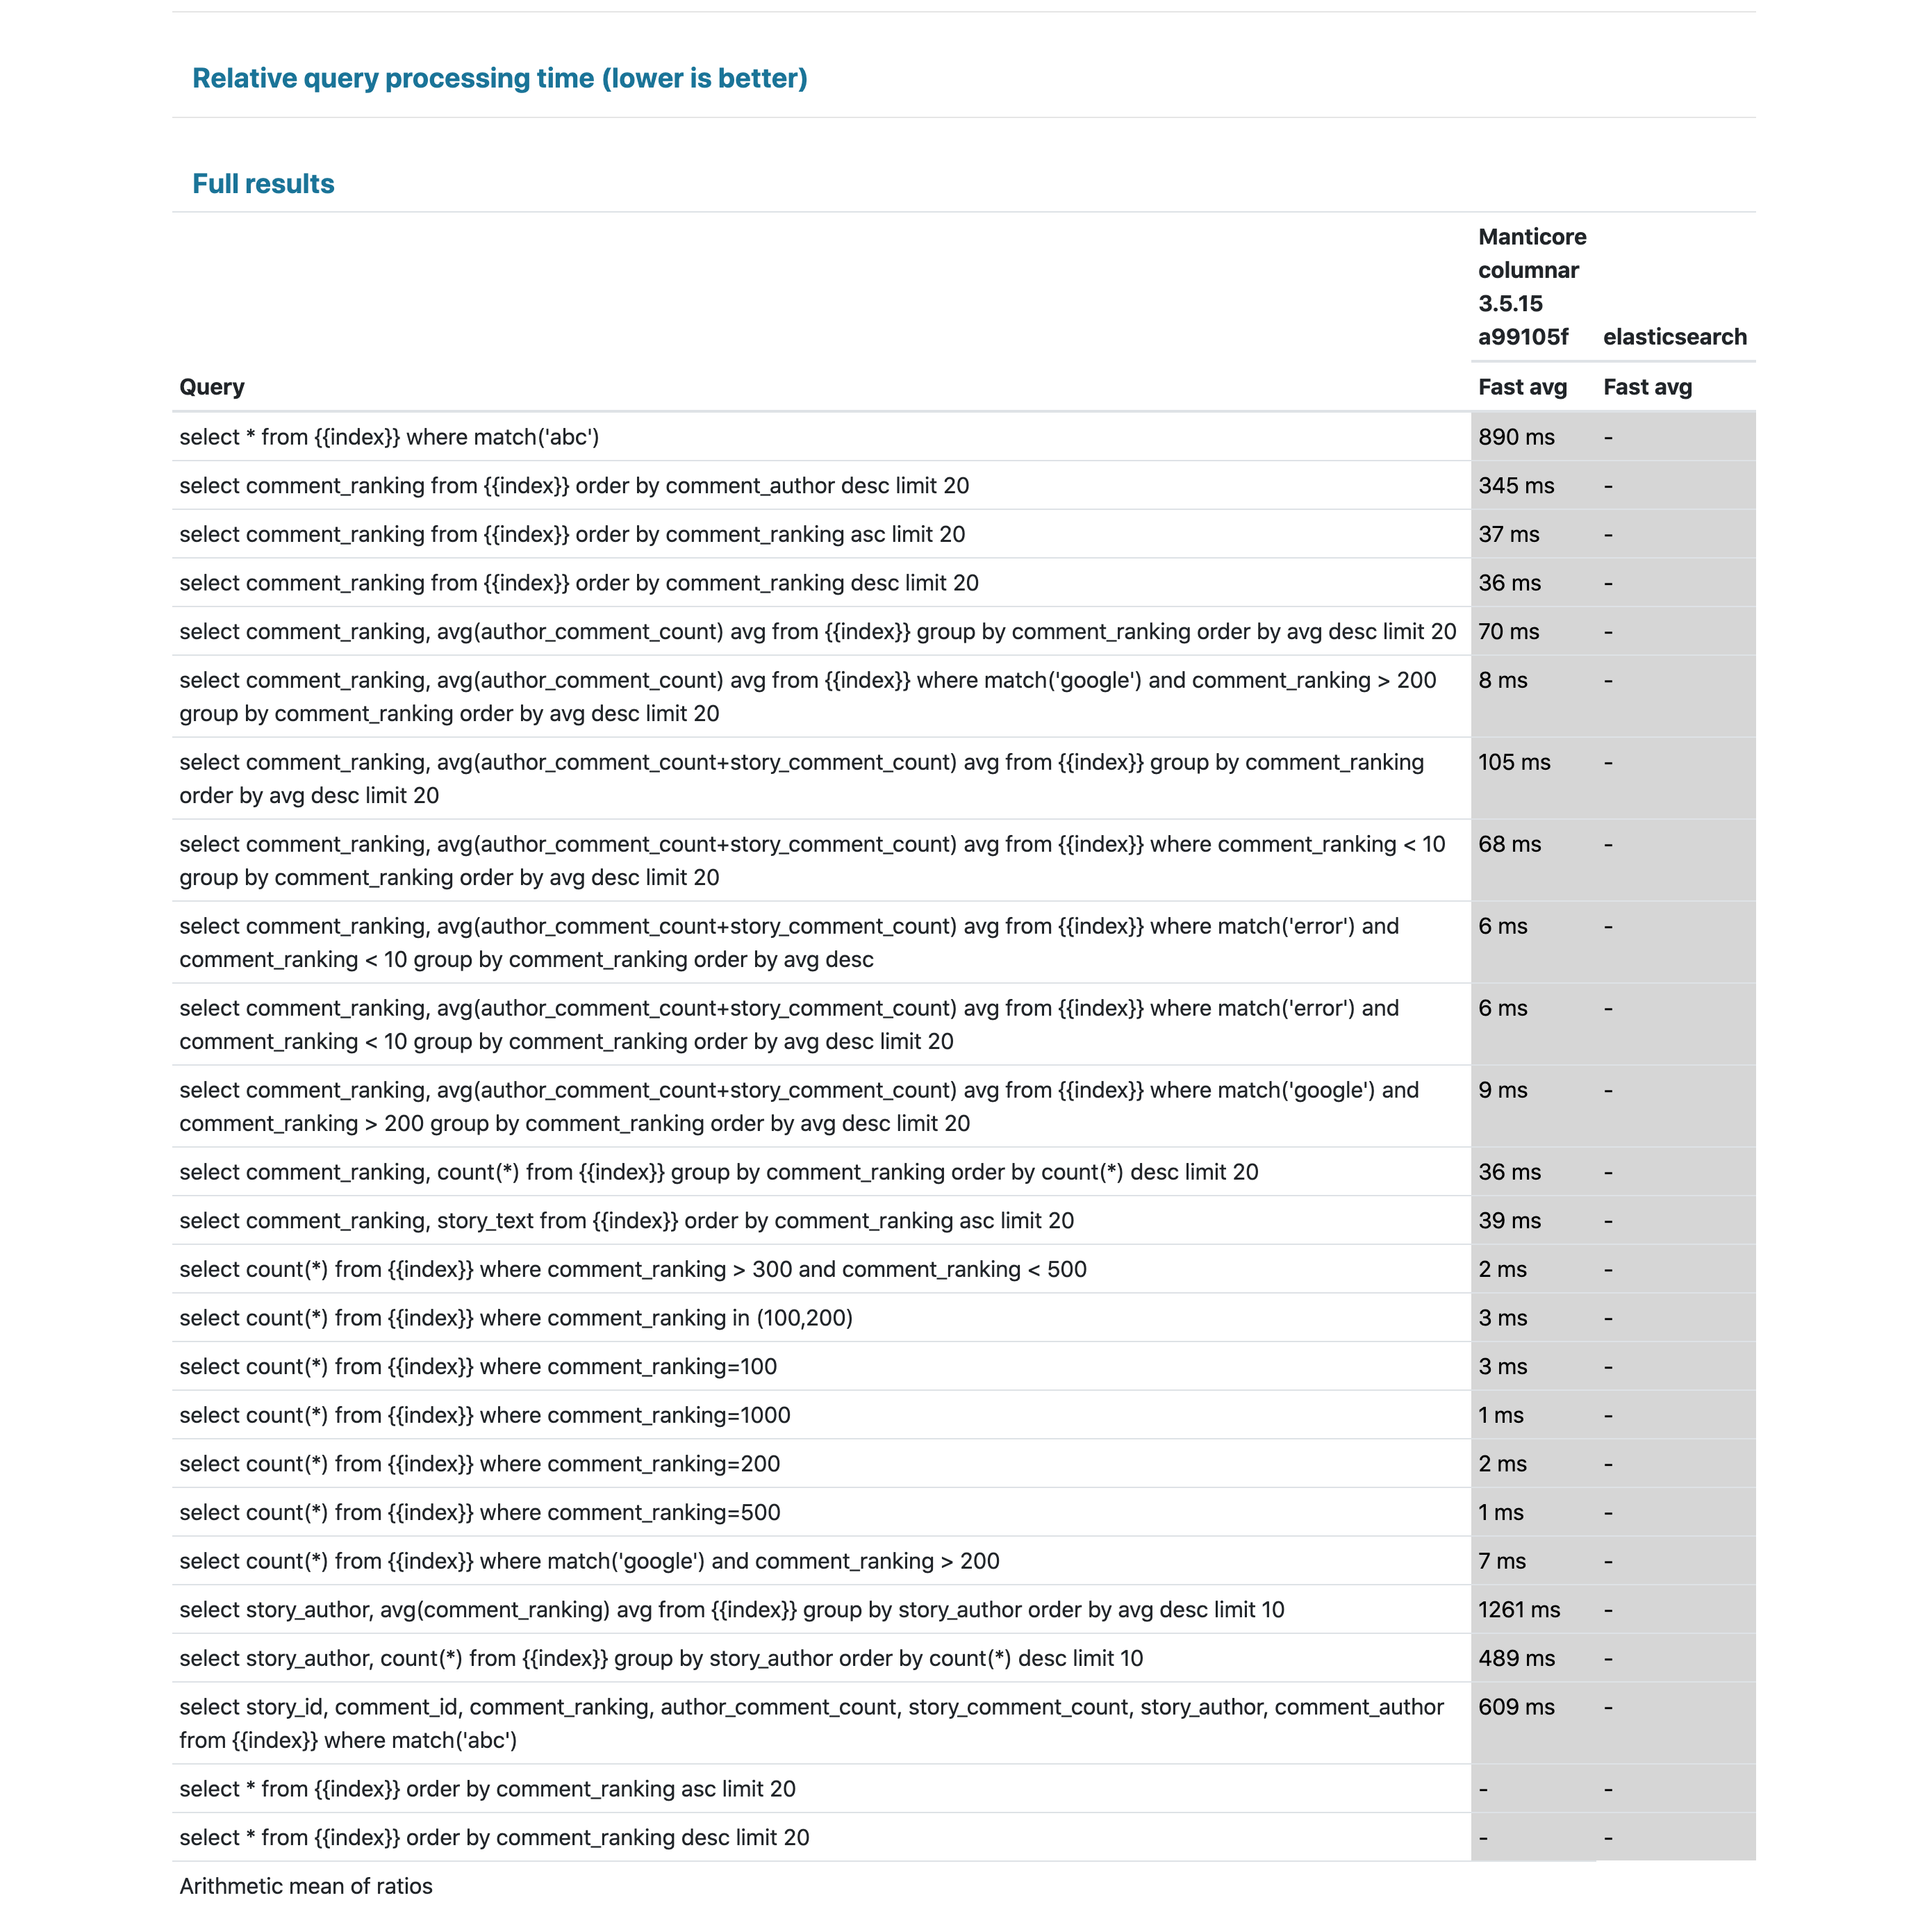 Relative query processing time (lower is better)
Full results
Manticore
columnar
3.5.15
a99105f elasticsearch
Query Fast avg Fast avg
select * from {{index}} where match('abc') 890 ms -
select comment_ranking from {{index}} order by comment_author desc limit 20 345 ms -
select comment_ranking from {{index}} order by comment_ranking asc limit 20 37 ms -
select comment_ranking from {{index}} order by comment_ranking desc limit 20 36 ms -
select comment_ranking, avg(author_comment_count) avg from {{index}} group by comment_ranking order by avg desc limit 20 70 ms -
select comment_ranking, avg(author_comment_count) avg from {{index}} where match('google') and comment_ranking > 200 8 ms -
group by comment_ranking order by avg desc limit 20
select comment_ranking, avg(author_comment_count+story_comment_count) avg from {{index}} group by comment_ranking 105 ms -
order by avg desc limit 20
select comment_ranking, avg(author_comment_count+story_comment_count) avg from {{index}} where comment_ranking < 10 68 ms -
group by comment_ranking order by avg desc limit 20
select comment_ranking, avg(author_comment_count+story_comment_count) avg from {{index}} where match('error') and 6 ms -
comment_ranking < 10 group by comment_ranking order by avg desc
select comment_ranking, avg(author_comment_count+story_comment_count) avg from {{index}} where match('error') and 6 ms -
comment_ranking < 10 group by comment_ranking order by avg desc limit 20
select comment_ranking, avg(author_comment_count+story_comment_count) avg from {{index}} where match('google') and 9 ms -
comment_ranking > 200 group by comment_ranking order by avg desc limit 20
select comment_ranking, count(*) from {{index}} group by comment_ranking order by count(*) desc limit 20 36 ms -
select comment_ranking, story_text from {{index}} order by comment_ranking asc limit 20 39 ms -
select count(*) from {{index}} where comment_ranking > 300 and comment_ranking < 500 2 ms -
select count(*) from {{index}} where comment_ranking in (100,200) 3 ms -
select count(*) from {{index}} where comment_ranking=100 3 ms -
select count(*) from {{index}} where comment_ranking=1000 1 ms -
select count(*) from {{index}} where comment_ranking=200 2 ms -
select count(*) from {{index}} where comment_ranking=500 1 ms -
select count(*) from {{index}} where match('google') and comment_ranking > 200 7 ms -
select story_author, avg(comment_ranking) avg from {{index}} group by story_author order by avg desc limit 10 1261 ms -
select story_author, count(*) from {{index}} group by story_author order by count(*) desc limit 10 489 ms -
select story_id, comment_id, comment_ranking, author_comment_count, story_comment_count, story_author, comment_author 609 ms -
from {{index}} where match('abc')
select * from {{index}} order by comment_ranking asc limit 20 - -
select * from {{index}} order by comment_ranking desc limit 20 - -
Arithmetic mean of ratios